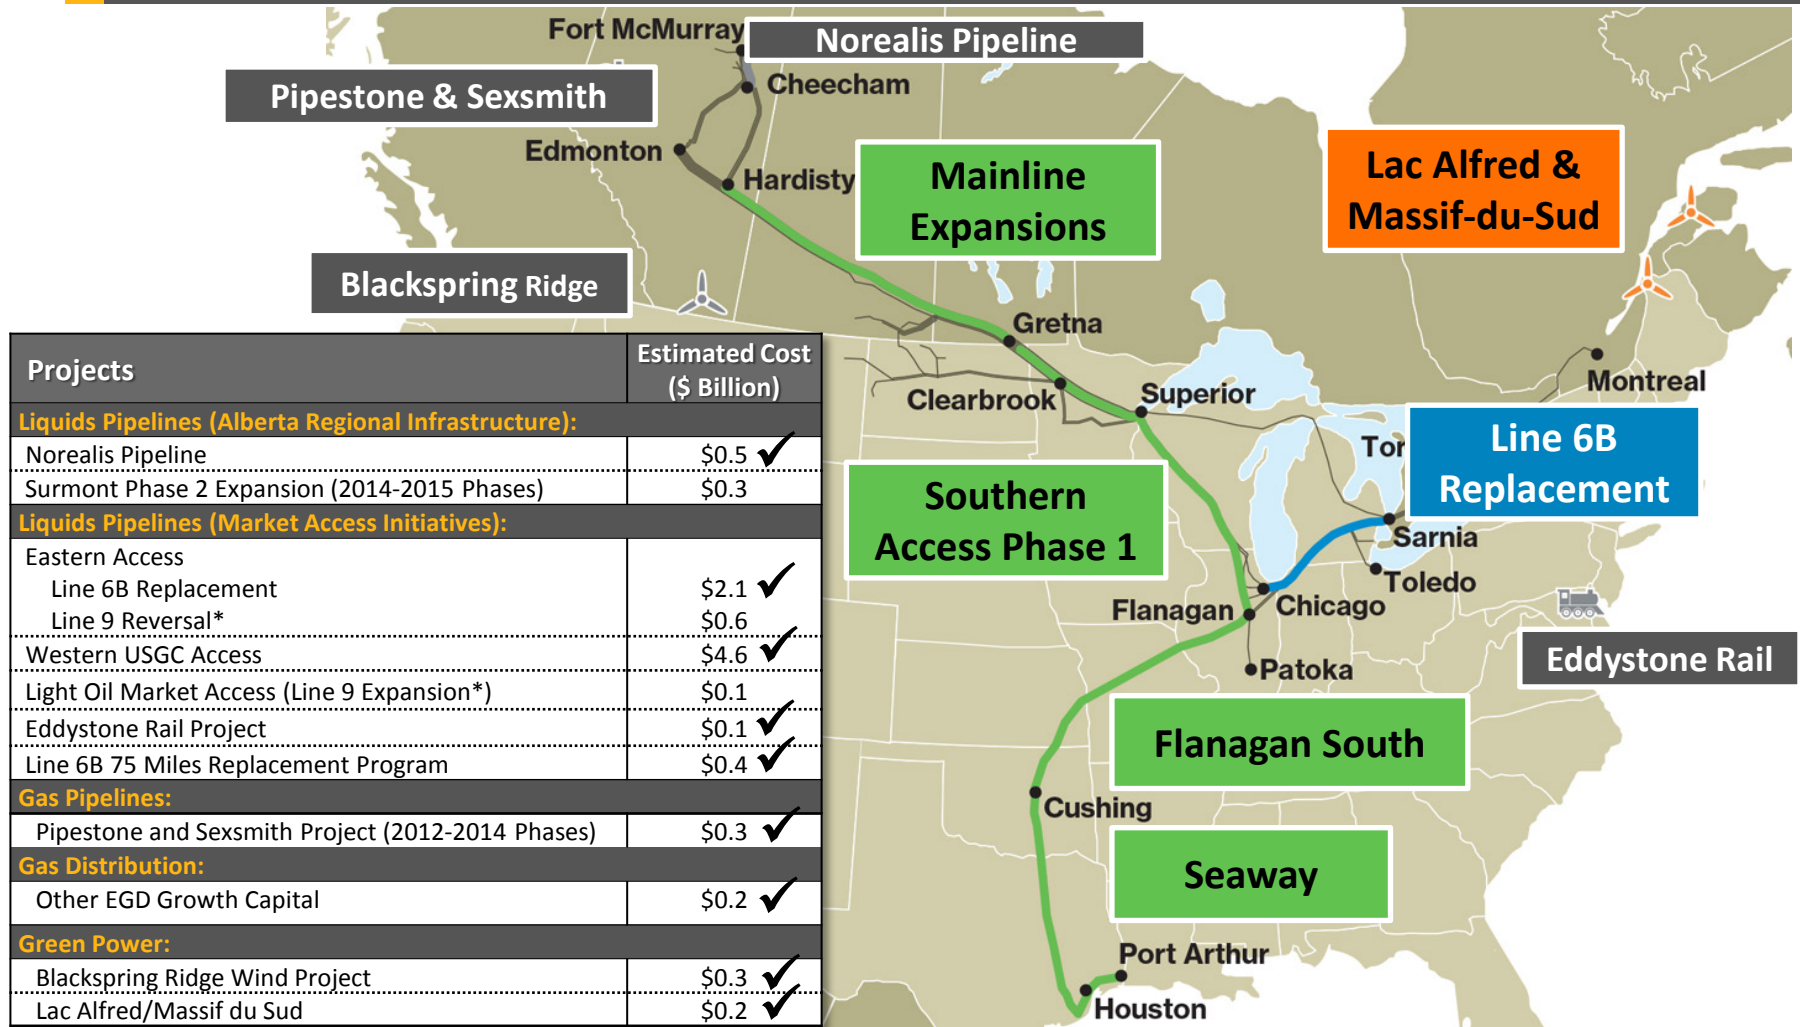 Fort McMurray
Norealis Pipeline
Cheecham
Pipestone & Sexsmith
Edmonton
Hardisty
Mainline
Expansions
Lac Alfred &
Massif-du-Sud
Blackspring Ridge
Gretna
Clearbrook
Superior
Montreal
Line 6B
Replacement
Tor
Southern
Access Phase 1
Sarnia
Toledo
Flanagan
Chicago
Patoka
Eddystone Rail
Flanagan South
Cushing
Seaway
Port Arthur
Houston
Projects
Estimated Cost
($ Billion)
Liquids Pipelines (Alberta Regional Infrastructure):
Norealis Pipeline $0.5 ✓
Surmont Phase 2 Expansion (2014-2015 Phases) $0.3
Liquids Pipelines (Market Access Initiatives):
Eastern Access
Line 6B Replacement $2.1 ✓
Line 9 Reversal* $0.6
Western USGC Access $4.6 ✓
Light Oil Market Access (Line 9 Expansion*) $0.1
Eddystone Rail Project $0.1 ✓
Line 6B 75 Miles Replacement Program $0.4 ✓
Gas Pipelines:
Pipestone and Sexsmith Project (2012-2014 Phases) $0.3 ✓
Gas Distribution:
Other EGD Growth Capital $0.2 ✓
Green Power:
Blackspring Ridge Wind Project $0.3 ✓
Lac Alfred/Massif du Sud $0.2 ✓